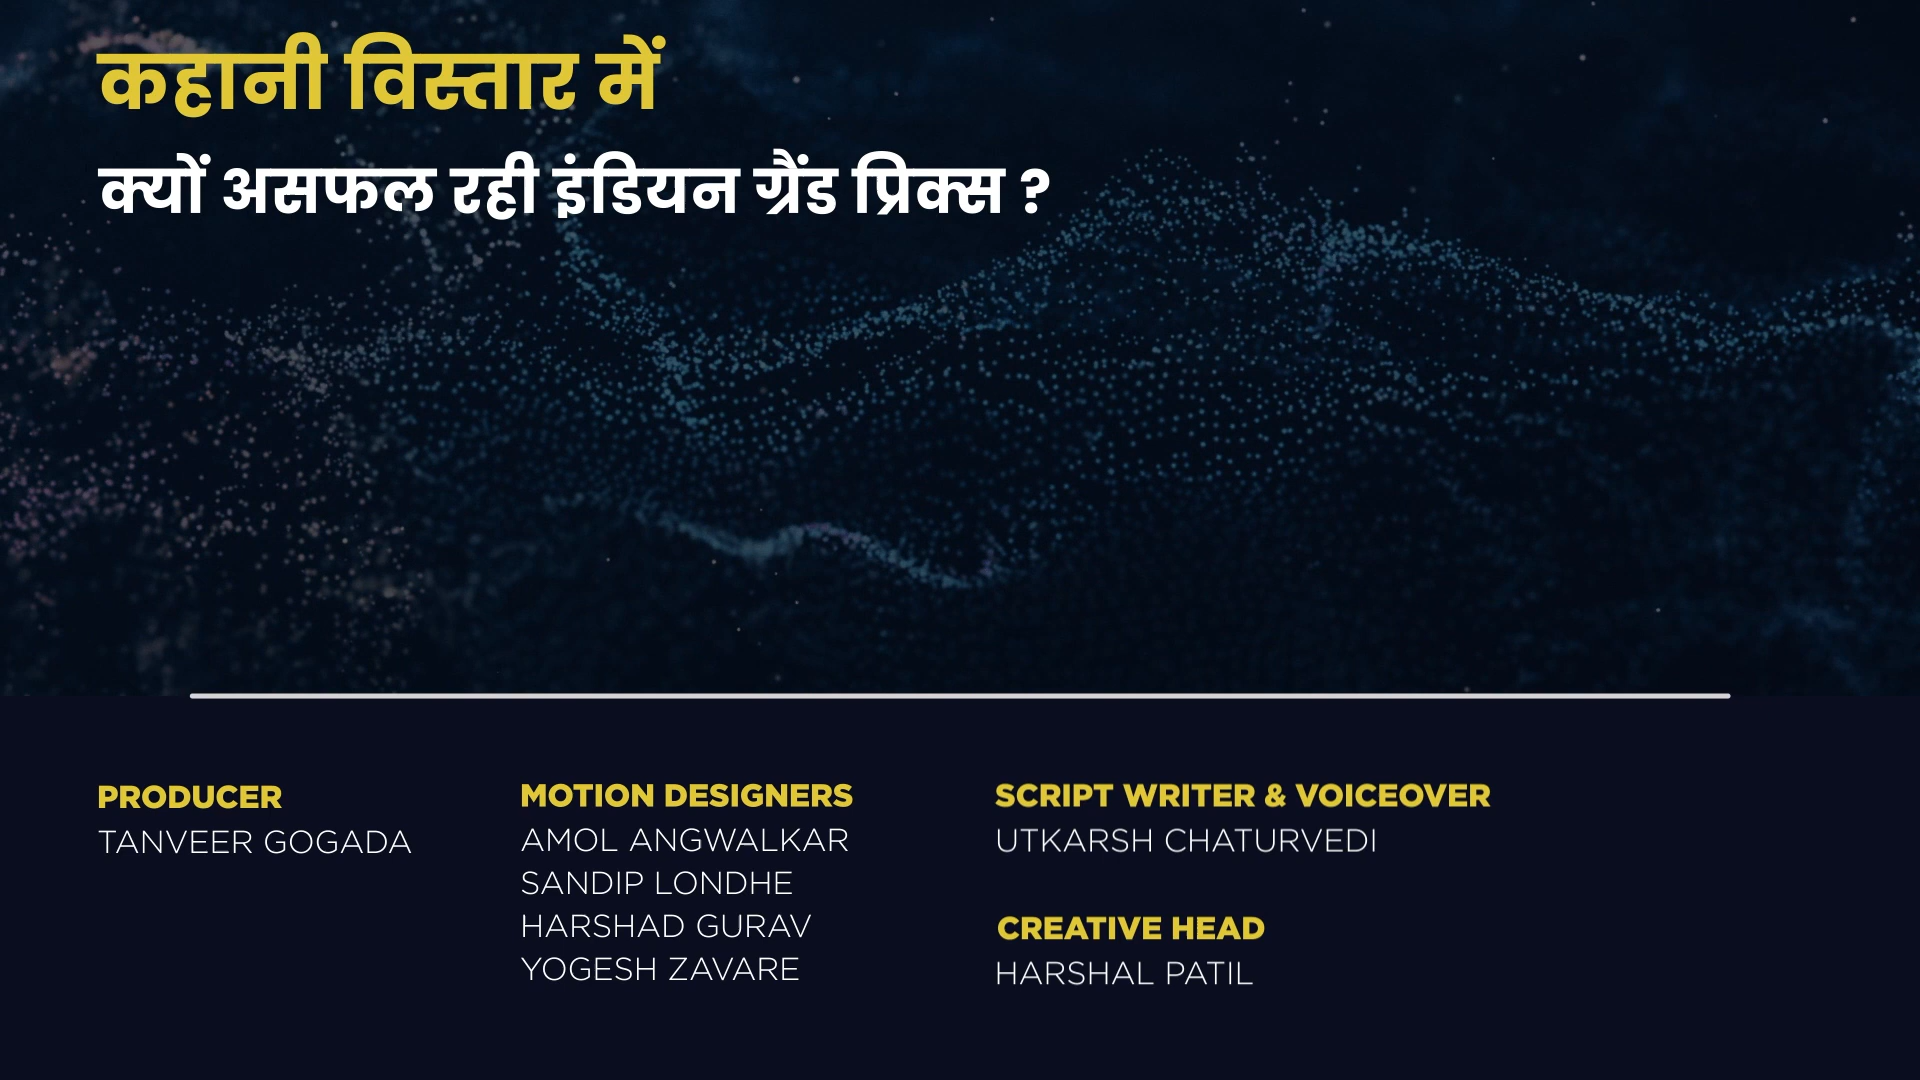 कहानी विस्तार में
क्यों असफल रही इंडियन ग्रैंड प्रिक्स ?
PRODUCER
TANVEER GOGADA
MOTION DESIGNERS
AMOL ANGWALKAR
SANDIP LONDHE
HARSHAD GURAV
YOGESH ZAVARE
SCRIPT WRITER & VOICEOVER
UTKARSH CHATURVEDI
CREATIVE HEAD
HARSHAL PATIL